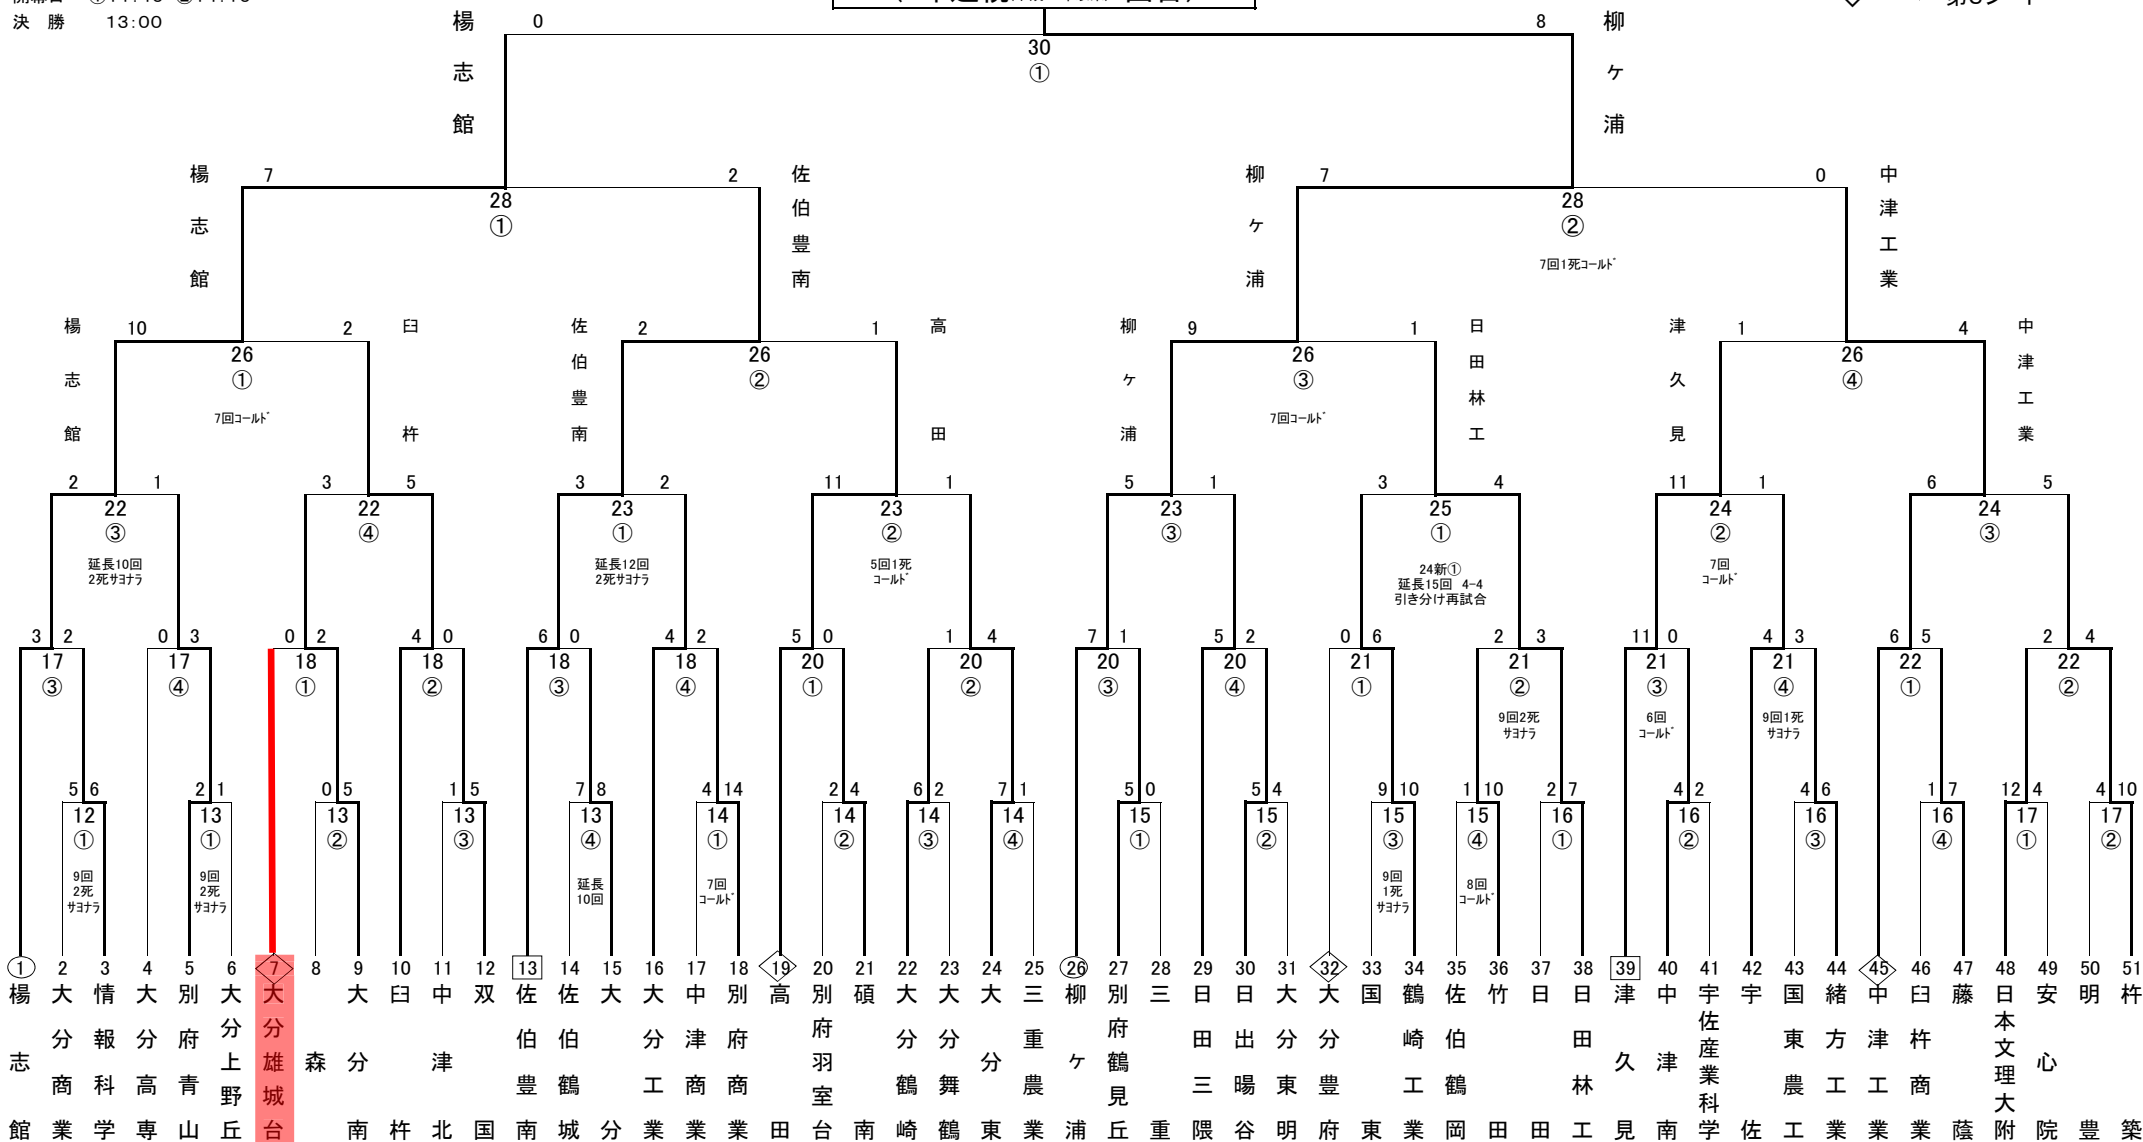 決 勝 13:00
楊志館 0 8 柳ヶ浦
30
①
楊志館 7 2 佐伯豊南 柳ヶ浦 7 0 中津工業
28 28
① ②
7回1死コールド
楊志館 10 2 臼杵 佐伯豊南 2 1 高田 柳ヶ浦 9 1 日田林工 津久見 1 4 中津工業
26 26 26 26
① ② ③ ④
7回コールド 7回コールド
2 1 3 5 3 2 11 1 5 1 3 4 11 1 6 5
22 22 23 23 23 25 24 24
③ ④ ① ② ③ ① ② ③
延長10回 延長12回 5回1死 24新① 7回
2死サヨナラ 2死サヨナラ コールド 延長15回 4-4 コールド
引き分け再試合
3 2 0 3 0 2 4 0 6 0 4 2 5 0 1 4 7 1 5 2 0 6 2 3 11 0 4 3 6 5 2 4
17 17 18 18 18 18 20 20 20 20 21 21 21 21 22 22
③ ④ ① ② ③ ④ ① ② ③ ④ ① ② ③ ④ ① ②
9回2死 6回 9回1死
サヨナラ コールド サヨナラ
5 6 2 1 0 5 1 5 7 8 4 14 2 4 6 2 7 1 5 0 5 4 9 10 1 10 2 7 4 2 4 6 1 7 12 4 4 10
12 13 13 13 13 14 14 14 14 15 15 15 15 16 16 16 16 17 17
① ① ② ③ ④ ① ② ③ ④ ① ② ③ ④ ① ② ③ ④ ① ②
9回 9回 延長 7回 9回 8回
2死 2死 10回 コールド 1死 コールド
サヨナラ サヨナラ サヨナラ
1 2 3 4 5 6 7 8 9 10 11 12 13 14 15 16 17 18 19 20 21 22 23 24 25 26 27 28 29 30 31 32 33 34 35 36 37 38 39 40 41 42 43 44 45 46 47 48 49 50 51
楊志館
大分商業
情報科学
大分高専
別府青山
大分上野丘
大分雄城台
森
大分南
臼杵
中津北
双国
佐伯豊南
佐伯鶴城
大分
大分工業
中津商業
別府商業
高田
別府羽室台
碩南
大分鶴崎
大分舞鶴
大分東
三重農業
柳ヶ浦
別府鶴見丘
三重
日田三隈
日出暘谷
大分東明
大分豊府
国東
鶴崎工業
佐伯鶴岡
竹田
日田
日田林工
津久見
中津南
宇佐産業科学
宇佐
国東農工
緒方工業
中津工業
臼杵商業
藤蔭
日本文理大附
安心院
明豊
杵築